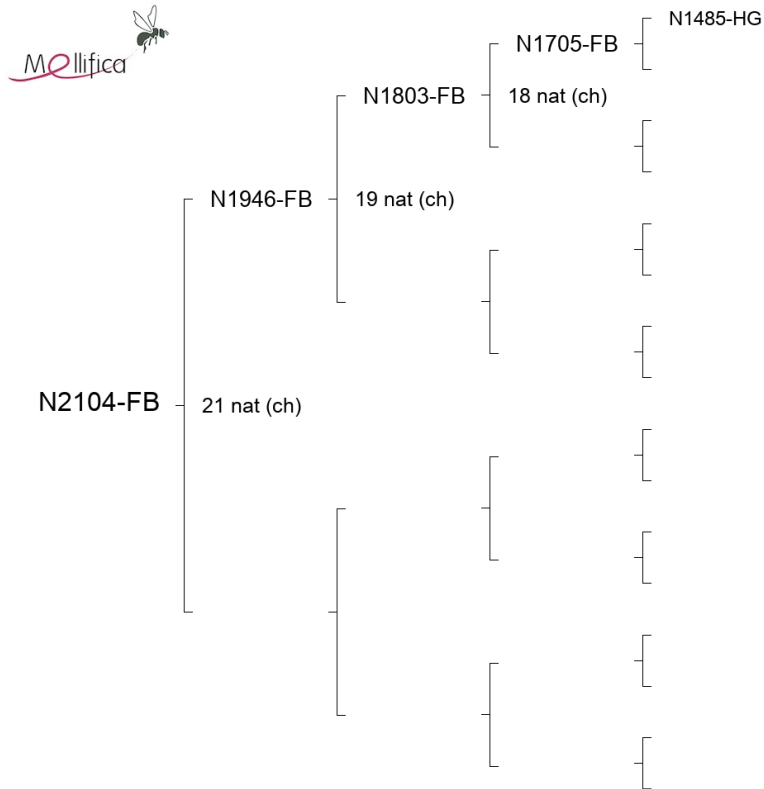 Mellifica
N1485-HG
N1705-FB
N1803-FB
18 nat (ch)
N1946-FB
19 nat (ch)
N2104-FB
21 nat (ch)